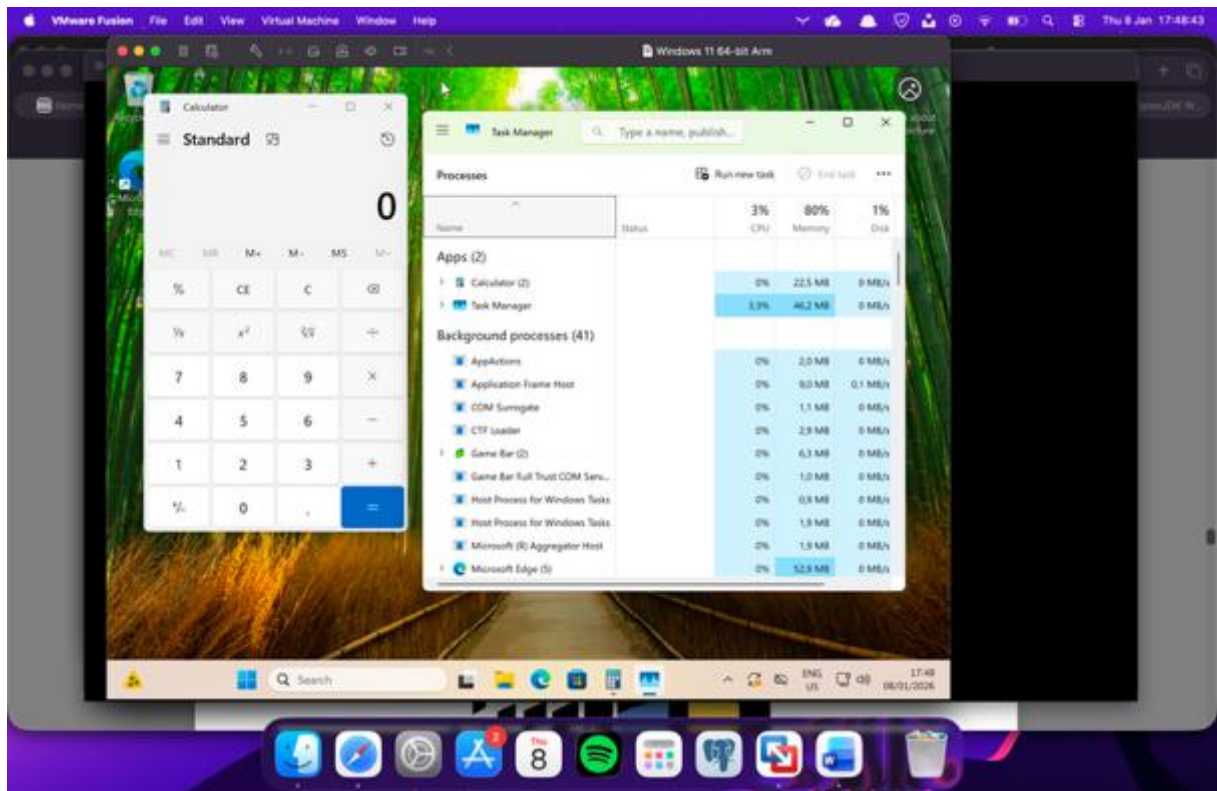 VMware Fusion File Edit View Virtual Machine Window Help
Thu 8 Jan 17:48:43
Windows 11 64-bit Arm
Calculator
Standard
0
MC MR M+ M- MS
% CE C
7 8 9 ×
4 5 6 −
1 2 3 +
0 , =
Task Manager
Type a name, publish...
Processes
Run new task
End task
3% 80% 1%
Name Status CPU Memory Disk
Apps (2)
Calculator (2) 0% 22,5 MB 0 MB/s
Task Manager 3,3% 46,2 MB 0 MB/s
Background processes (41)
AppActions 0% 2,0 MB 0 MB/s
Application Frame Host 0% 9,0 MB 0,1 MB/s
COM Surrogate 0% 1,1 MB 0 MB/s
CTF Loader 0% 2,9 MB 0 MB/s
Game Bar (2) 0% 6,3 MB 0 MB/s
Game Bar Full Trust COM Serv... 0% 1,0 MB 0 MB/s
Host Process for Windows Tasks 0% 0,9 MB 0 MB/s
Host Process for Windows Tasks 0% 1,9 MB 0 MB/s
Microsoft (R) Aggregator Host 0% 1,9 MB 0 MB/s
Microsoft Edge (5) 0% 52,9 MB 0 MB/s
Search
ENG
US
17:48
08/01/2026
3
Thu
8